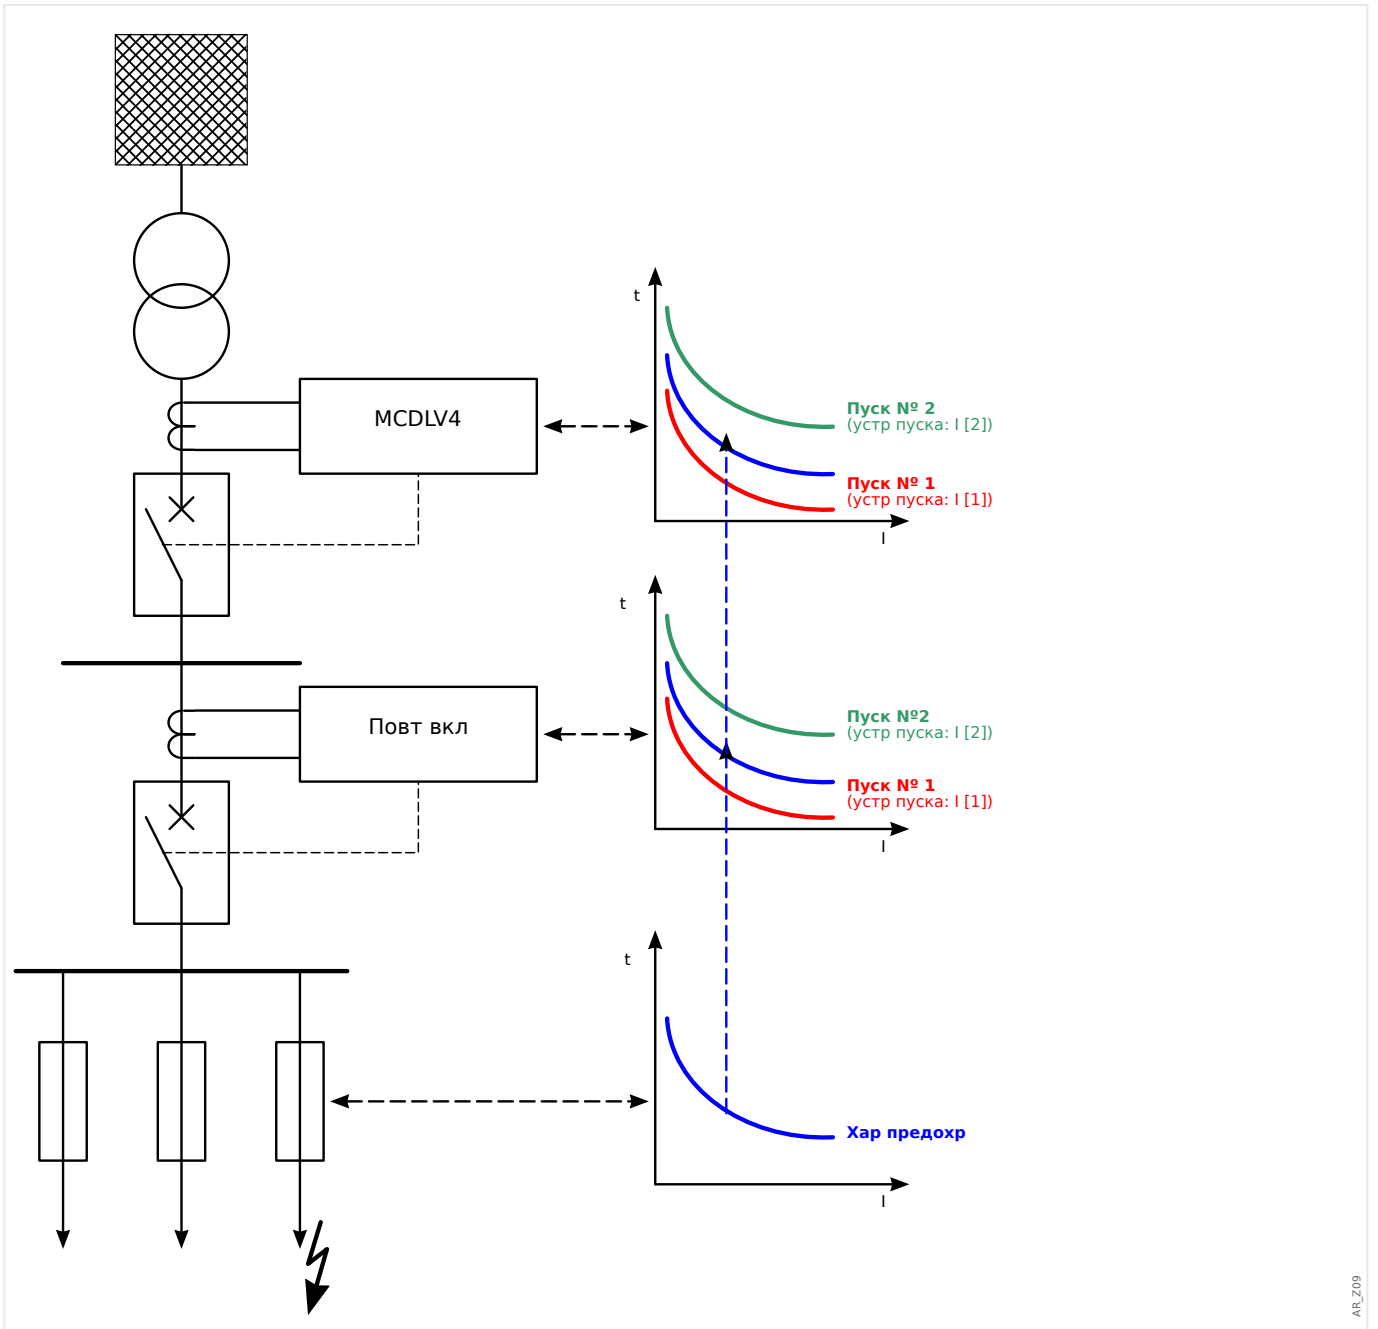 MCDLV4
t
Пуск № 2
(устр пуска: I [2])
Пуск № 1
(устр пуска: I [1])
I
Повт вкл
t
Пуск №2
(устр пуска: I [2])
Пуск № 1
(устр пуска: I [1])
I
t
Хар предохр
I
AR_Z09